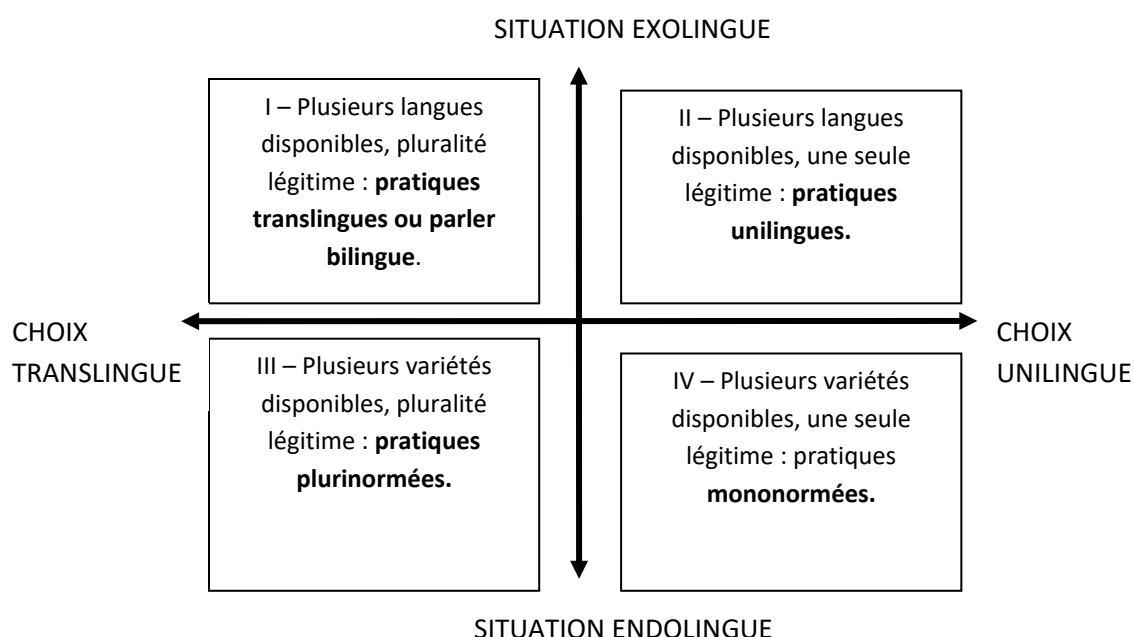 SITUATION EXOLINGUE
I – Plusieurs langues
disponibles, pluralité
légitime : pratiques
translingues ou parler
bilingue.
II – Plusieurs langues
disponibles, une seule
légitime : pratiques
unilingues.
CHOIX
TRANSLINGUE
CHOIX
UNILINGUE
III – Plusieurs variétés
disponibles, pluralité
légitime : pratiques
plurinormées.
IV – Plusieurs variétés
disponibles, une seule
légitime : pratiques
mononormées.
SITUATION ENDOLINGUE